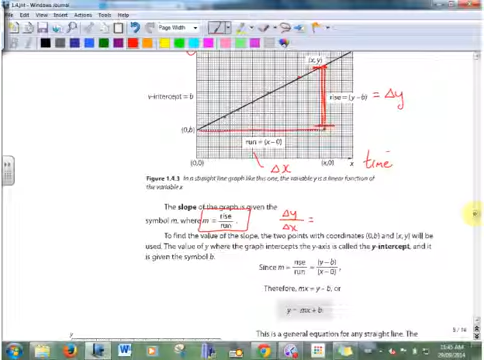 1.4.jnt - Windows Journal
File Edit View Insert Actions Tools Help
Page Width
(x, y)
y-intercept = b
rise = (y – b) = Δy
(0,b)
run = (x–0)
(0,0)
(x,0)
x
time
Δx
Figure 1.4.3 In a straight line graph like this one, the variable y is a linear function of
the variable x
The slope of the graph is given the
symbol m, where m = rise/run. Δy/Δx =
To find the value of the slope, the two points with coordinates (0,b) and (x, y) will be
used. The value of y where the graph intercepts the y-axis is called the y-intercept, and it
is given the symbol b.
Since m = rise/run = (y–b)/(x–0),
Therefore, mx = y – b, or
y = mx + b
This is a general equation for any straight line. The
y
29/09/2014